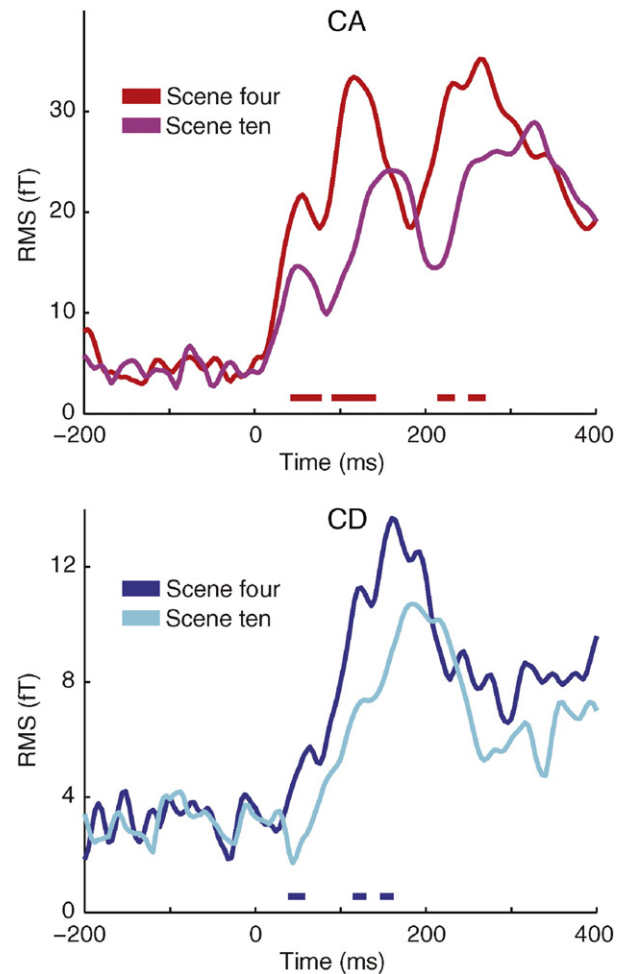 CA
Scene four
Scene ten
30
20
10
0
RMS (fT)
−200
0
200
400
Time (ms)
CD
Scene four
Scene ten
12
8
4
0
RMS (fT)
−200
0
200
400
Time (ms)